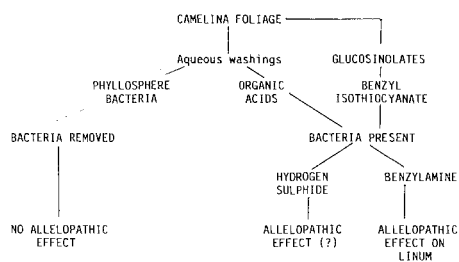 CAMELINA FOLIAGE
Aqueous washings
GLUCOSINOLATES
PHYLLOSPHERE
BACTERIA
ORGANIC
ACIDS
BENZYL
ISOTHIOCYANATE
BACTERIA REMOVED
BACTERIA PRESENT
HYDROGEN
SULPHIDE
BENZYLAMINE
NO ALLELOPATHIC
EFFECT
ALLELOPATHIC
EFFECT (?)
ALLELOPATHIC
EFFECT ON
LINUM